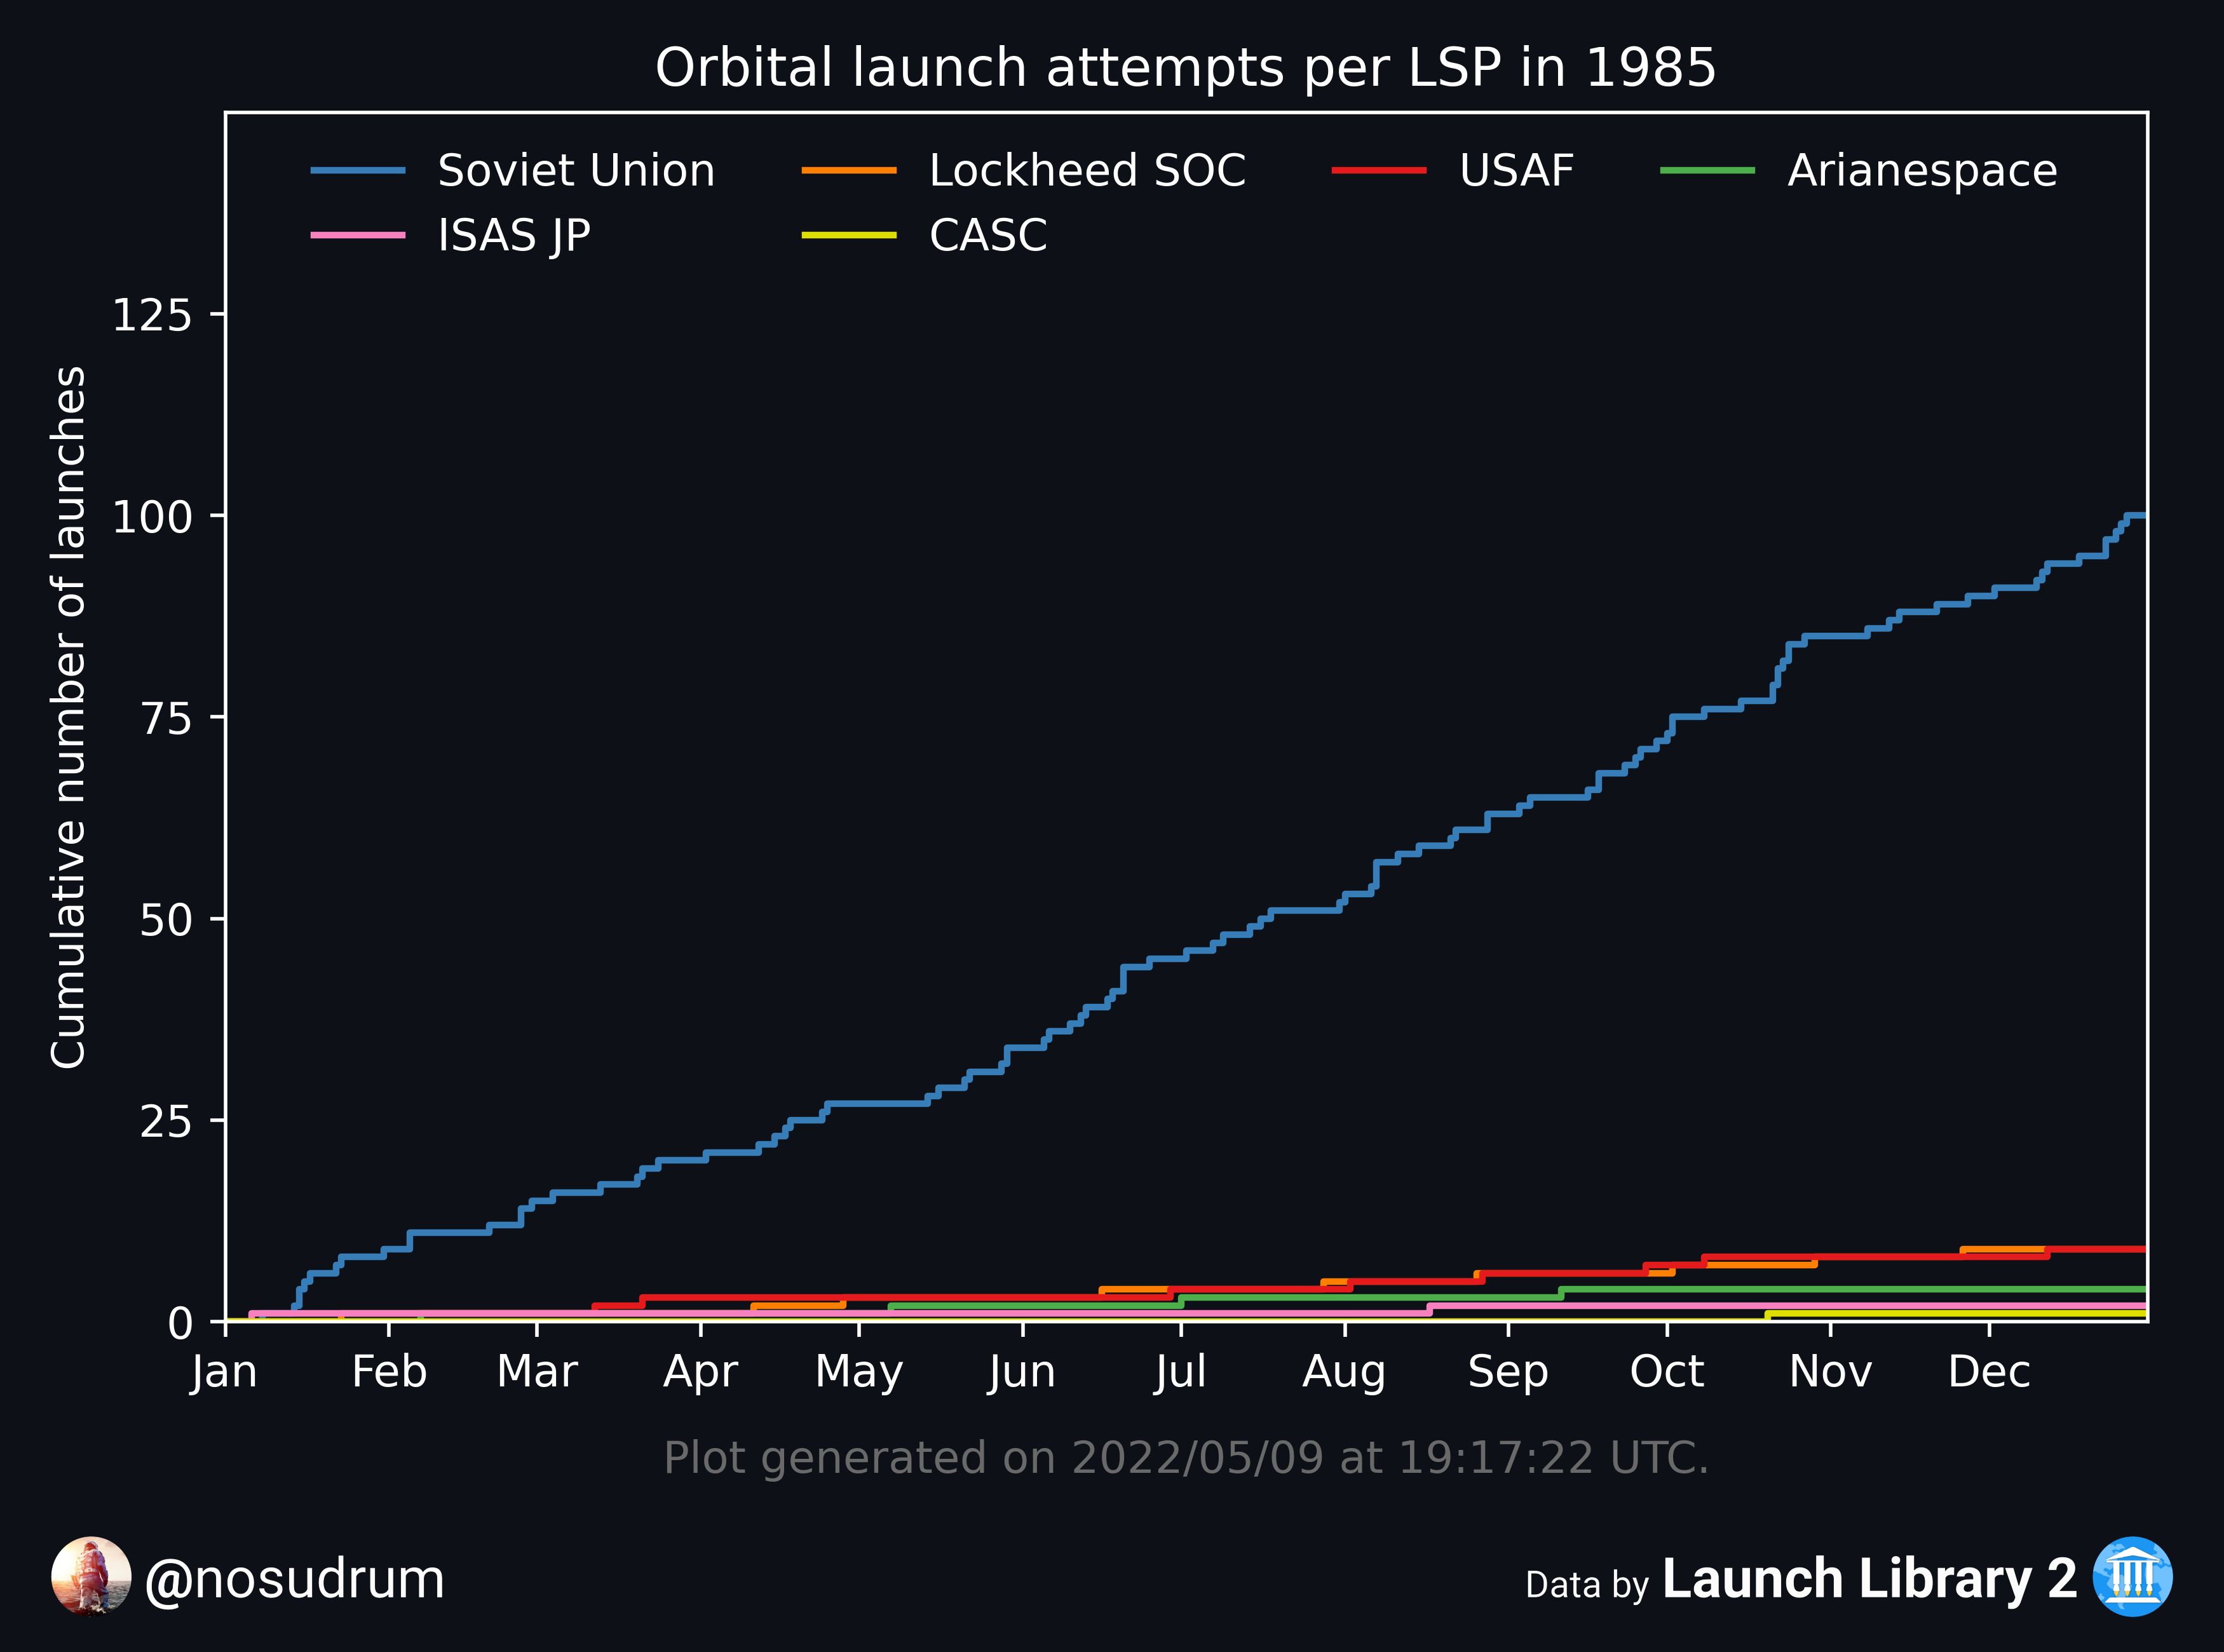 Orbital launch attempts per LSP in 1985
Soviet Union Lockheed SOC USAF Arianespace
ISAS JP CASC
Cumulative number of launches
125
100
75
50
25
0
Jan Feb Mar Apr May Jun Jul Aug Sep Oct Nov Dec
Plot generated on 2022/05/09 at 19:17:22 UTC.
@nosudrum
Data by Launch Library 2